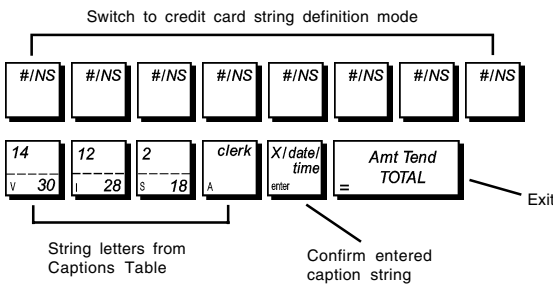 Switch to credit card string definition mode
#/NS #/NS #/NS #/NS #/NS #/NS #/NS #/NS
14 12 2 clerk X/date/ Amt Tend
time TOTAL
V 30 I 28 S 18 A enter =
Exit
String letters from
Captions Table
Confirm entered
caption string